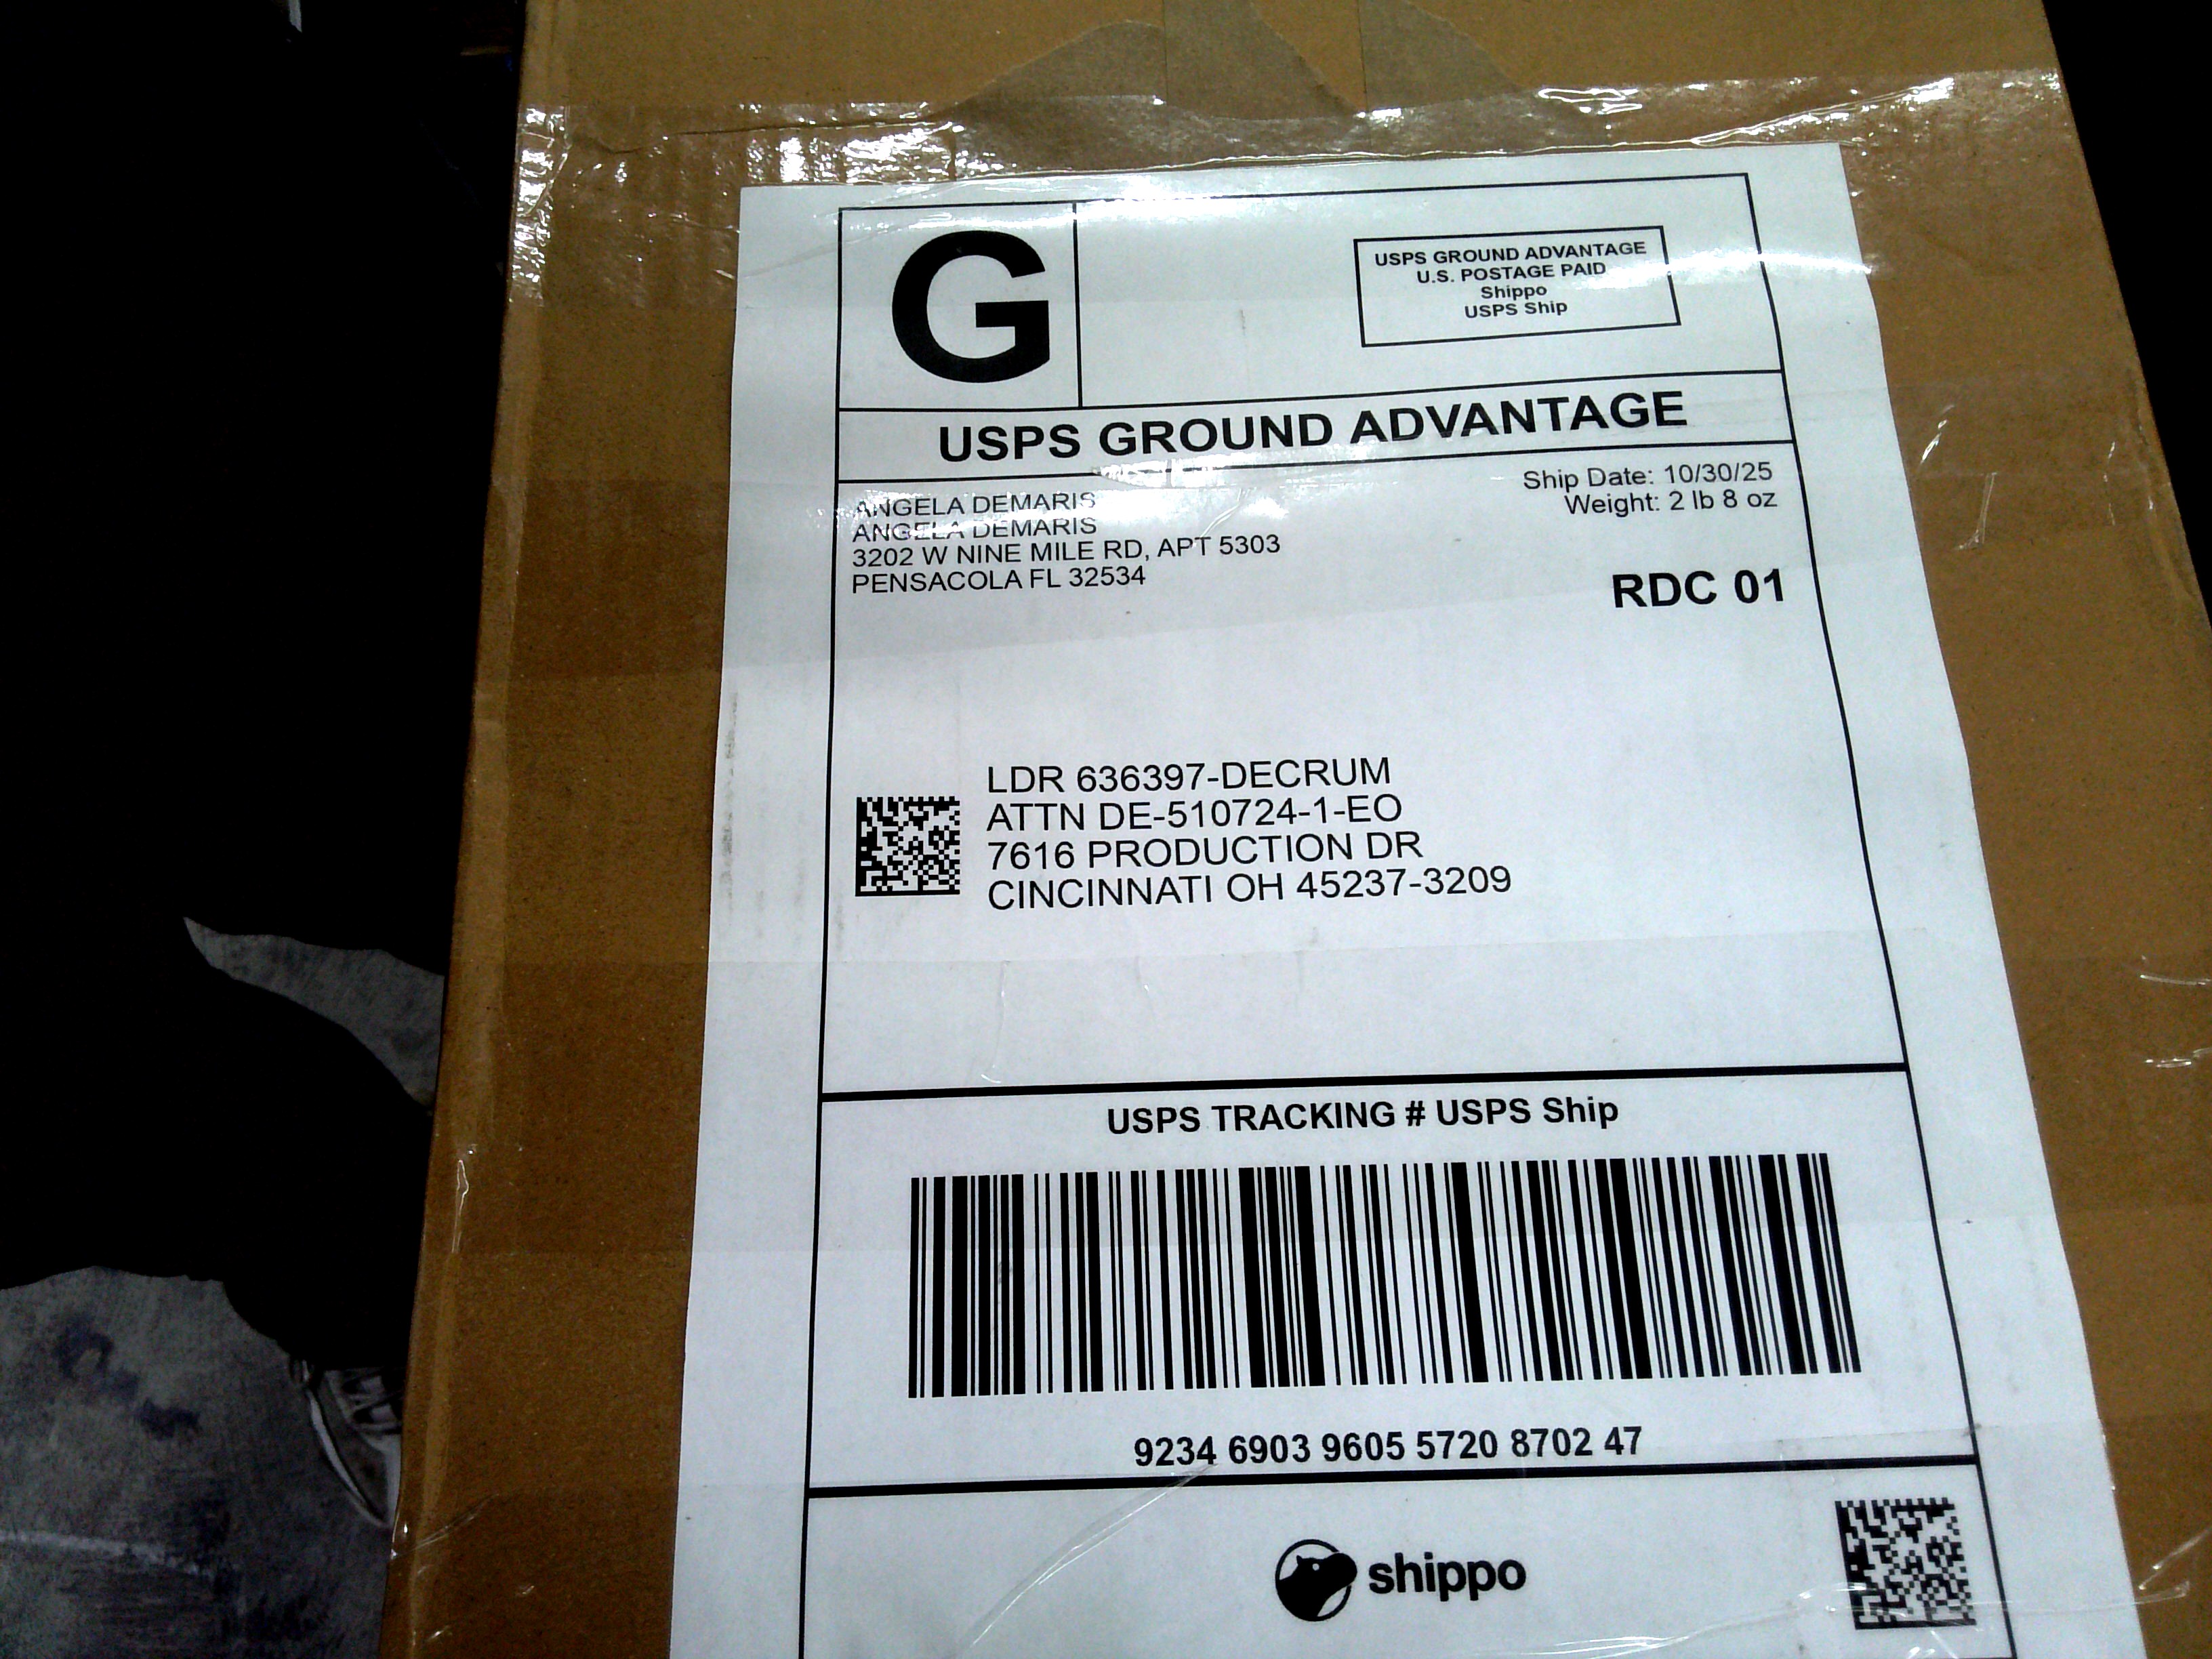 G
USPS GROUND ADVANTAGE
U.S. POSTAGE PAID
Shippo
USPS Ship
USPS GROUND ADVANTAGE
ANGELA DEMARIS
ANGELA DEMARIS
3202 W NINE MILE RD, APT 5303
PENSACOLA FL 32534
Ship Date: 10/30/25
Weight: 2 lb 8 oz
RDC 01
LDR 636397-DECRUM
ATTN DE-510724-1-EO
7616 PRODUCTION DR
CINCINNATI OH 45237-3209
USPS TRACKING # USPS Ship
9234 6903 9605 5720 8702 47
shippo